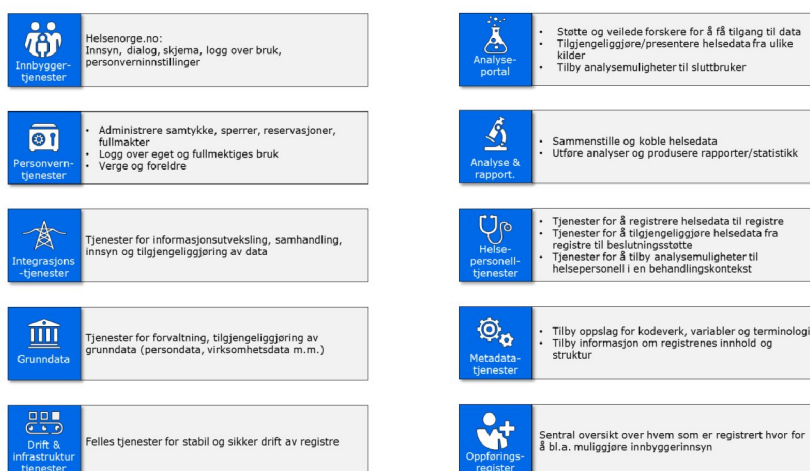 Innbygger-
tjenester
Helsenorge.no:
Innsyn, dialog, skjema, logg over bruk,
personverninnstillinger
Personvern-
tjenester
• Administrere samtykke, sperrer, reservasjoner,
fullmakter
• Logg over eget og fullmektiges bruk
• Verge og foreldre
Integrasjons
-tjenester
Tjenester for informasjonsutveksling, samhandling,
innsyn og tilgjengeliggjøring av data
Grunndata
Tjenester for forvaltning, tilgjengeliggjøring av
grunndata (persondata, virksomhetsdata m.m.)
Drift &
infrastruktur
tjenester
Felles tjenester for stabil og sikker drift av registre
Analyse-
portal
• Støtte og veilede forskere for å få tilgang til data
• Tilgjengeliggjøre/presentere helsedata fra ulike
kilder
• Tilby analysemuligheter til sluttbruker
Analyse &
rapport.
• Sammenstille og koble helsedata
• Utføre analyser og produsere rapporter/statistikk
Helse-
personell-
tjenester
• Tjenester for å registrere helsedata til registre
• Tjenester for å tilgjengeliggjøre helsedata fra
registre til beslutningsstøtte
• Tjenester for å tilby analysemuligheter til
helsepersonell i en behandlingskontekst
Metadata-
tjenester
• Tilby oppslag for kodeverk, variabler og terminologi
• Tilby informasjon om registrenes innhold og
struktur
Oppførings-
register
Sentral oversikt over hvem som er registrert hvor for
å bl.a. muliggjøre innbyggerinnsyn